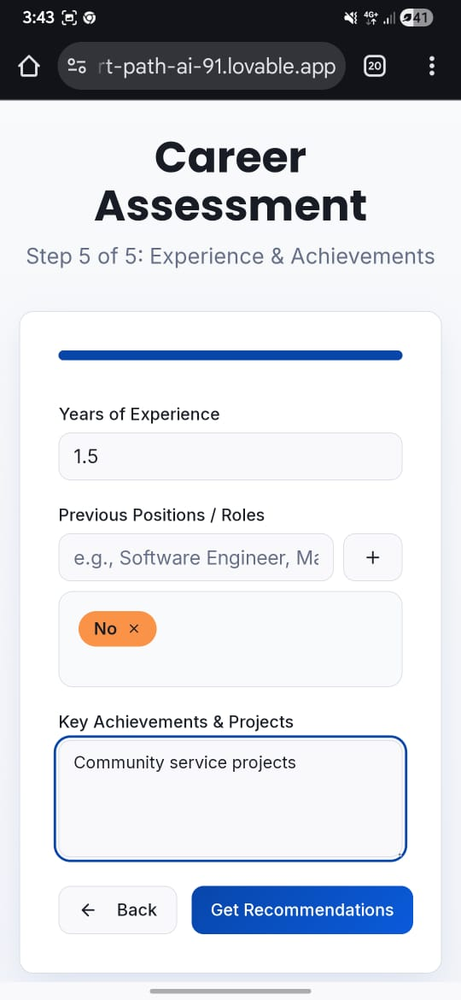 3:43 4G+ 41
rt-path-ai-91.lovable.app 20
Career
Assessment
Step 5 of 5: Experience & Achievements
Years of Experience
1.5
Previous Positions / Roles
e.g., Software Engineer, Ma
+
No ×
Key Achievements & Projects
Community service projects
← Back Get Recommendations